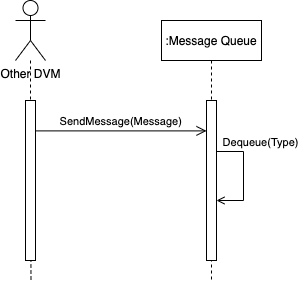 :Message Queue
Other DVM
SendMessage(Message)
Dequeue(Type)